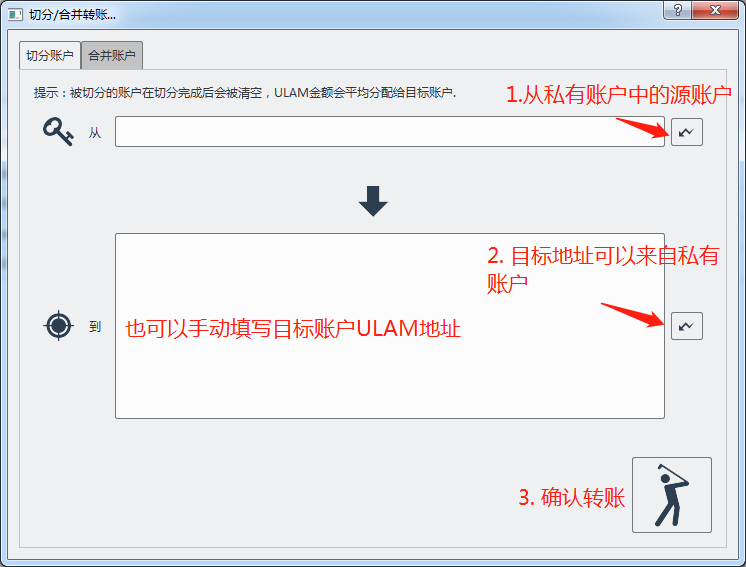 切分/合并转账...
切分账户 合并账户
提示：被切分的账户在切分完成后会被清空，ULAM金额会平均分配给目标账户.
1.从私有账户中的源账户
从
2. 目标地址可以来自私有
账户
到
也可以手动填写目标账户ULAM地址
3. 确认转账